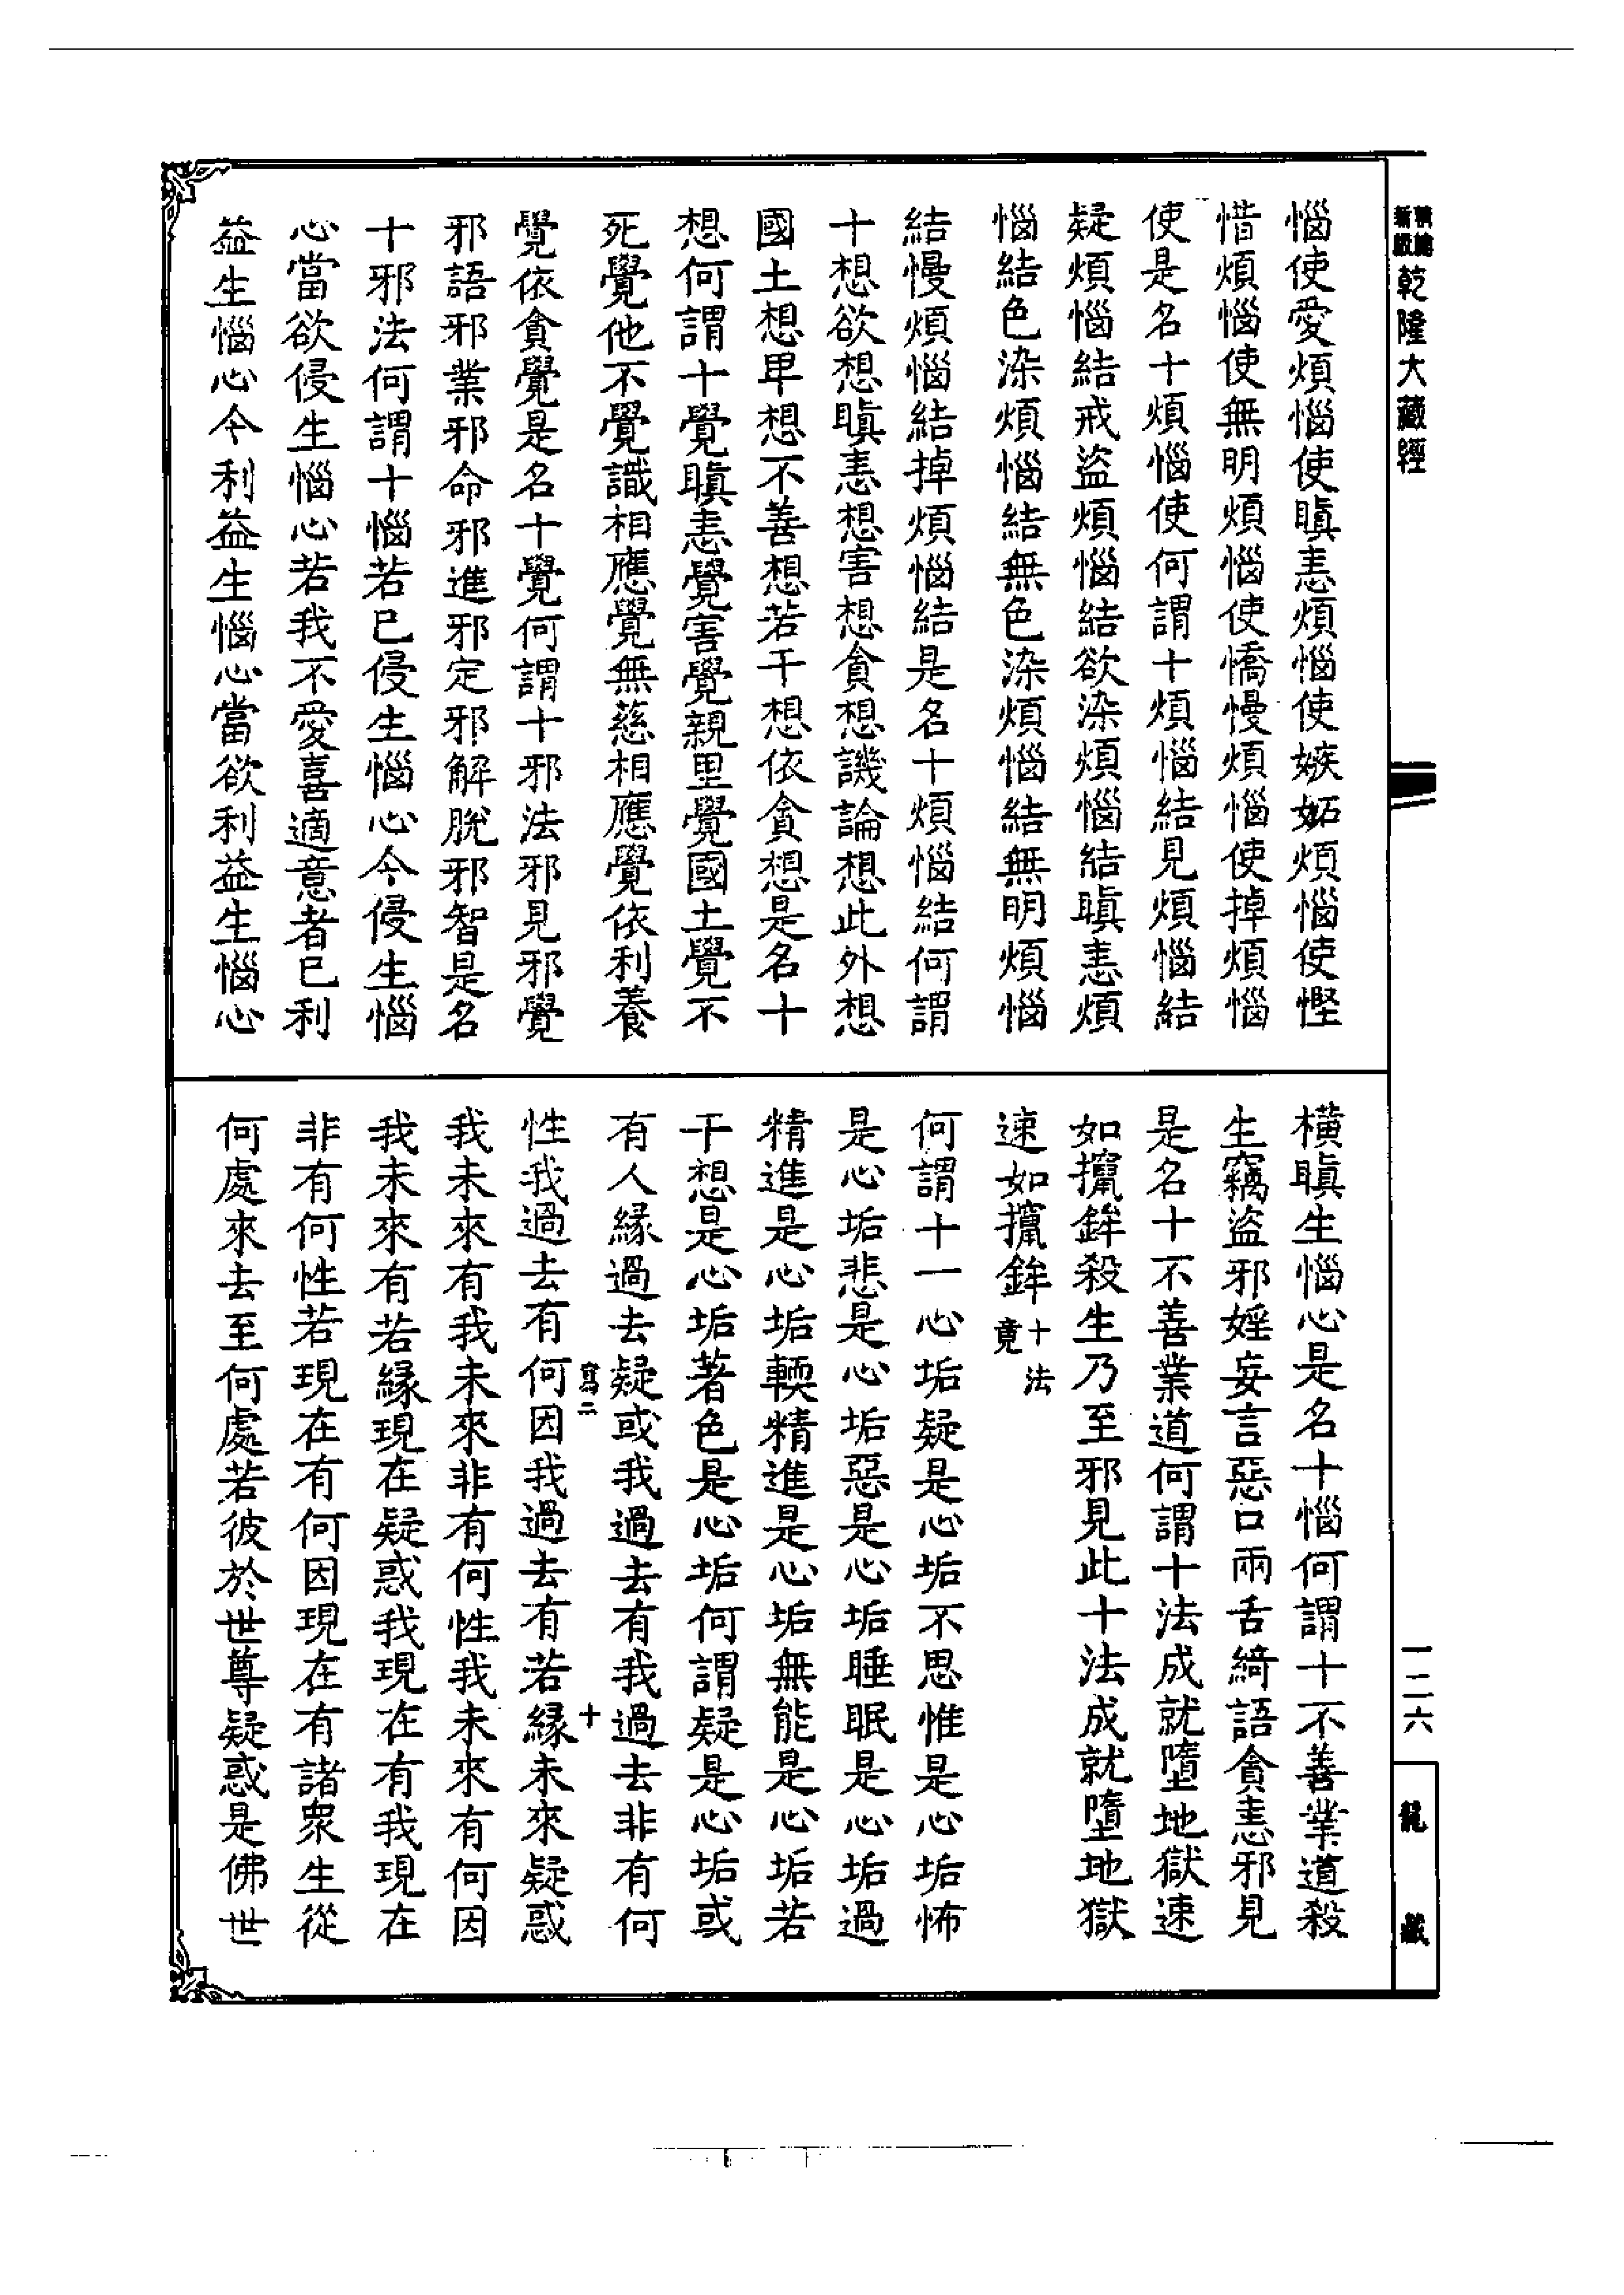 乾隆大藏經
惱使愛煩惱使瞋恚煩惱使嫉妬煩惱使慳
惜煩惱使無明煩惱使憍慢煩惱使掉煩惱
使是名十煩惱使何謂十煩惱結見煩惱結
疑煩惱結戒盜煩惱結欲染煩惱結瞋恚煩
惱結色染煩惱結無色染煩惱結無明煩惱
結慢煩惱結掉煩惱結是名十煩惱結何謂
十想欲想瞋恚想害想貪想譏論想此外想
國土想卑想不善想若干想依貪想是名十
想何謂十覺瞋恚覺害覺親里覺國土覺不
死覺他不覺識相應覺無慈相應覺依利養
覺依貪覺是名十覺何謂十邪法邪見邪覺
邪語邪業邪命邪進邪定邪解脫邪智是名
十邪法何謂十惱若已侵生惱心今侵生惱
心當欲侵生惱心若我不愛喜適意者已利
益生惱心今利益生惱心當欲利益生惱心
橫瞋生惱心是名十惱何謂十不善業道殺
生竊盜邪婬妄言惡口兩舌綺語貪恚邪見
是名十不善業道何謂十法成就墮地獄速
如攛鉾殺生乃至邪見此十法成就墮地獄
速如攛鉾十法竟
何謂十一心垢疑是心垢不思惟是心垢怖
是心垢悲是心垢惡是心垢睡眠是心垢過
精進是心垢輭精進是心垢無能是心垢若
干想是心垢著色是心垢何謂疑是心垢或
有人緣過去疑或我過去有我過去非有何
性我過去有何因我過去有若緣未來疑惑
我未來有我未來非有何性我未來有何因
我未來有若緣現在疑惑我現在有我現在
非有何性若現在有何因現在有諸衆生從
何處來去至何處若彼於世尊疑惑是佛世
十
一二六
龍藏